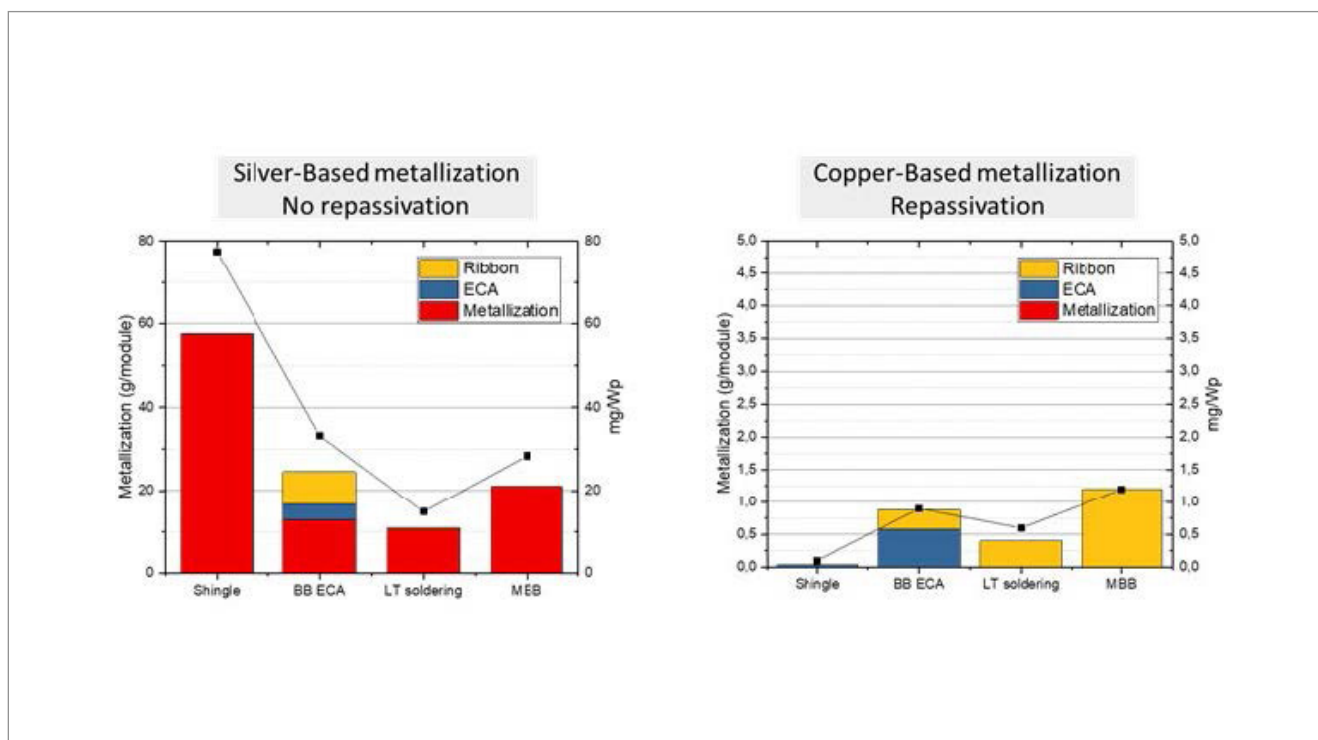 Silver-Based metallization
No repassivation
80
60
40
20
0
Metallization (g/module)
Ribbon
ECA
Metallization
80
60
40
20
0
mg/Wp
Shingle
BB ECA
LT soldering
MEB
Copper-Based metallization
Repassivation
5,0
4,5
4,0
3,5
3,0
2,5
2,0
1,5
1,0
0,5
0,0
Metallization (g/module)
Ribbon
ECA
Metallization
5,0
4,5
4,0
3,5
3,0
2,5
2,0
1,5
1,0
0,5
0,0
mg/Wp
Shingle
BB ECA
LT soldering
MBB